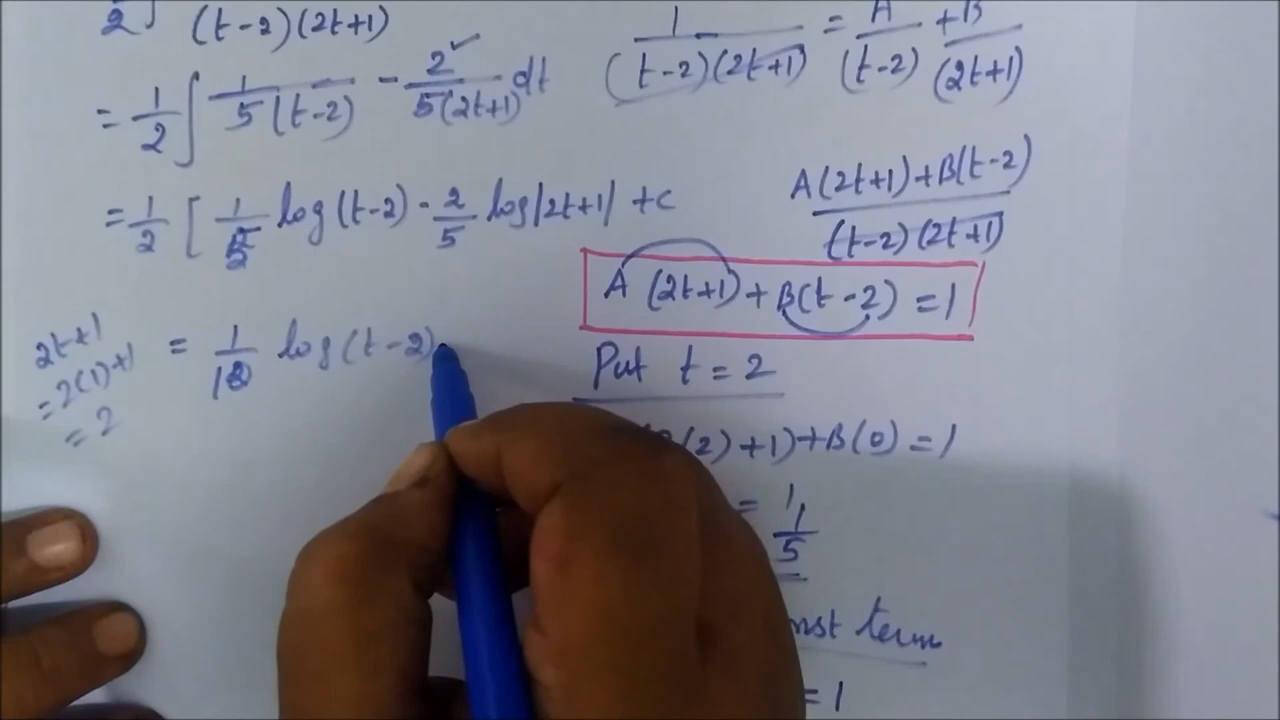 2∫ (t-2)(2t+1)
= 1/2 ∫ 1/5(t-2) - 2/5(2t+1) dt
= 1/2 [ 1/5 log(t-2) - 2/5 log|2t+1| + c
2t+1
= 2(1)+1
= 2
= 1/10 log(t-2)
1/(t-2)(2t+1) = A/(t-2) + B/(2t+1)
A(2t+1)+B(t-2)
(t-2)(2t+1)
A (2t+1)+B(t-2) = 1
Put t = 2
(2)+1)+B(0) = 1
= 1/5
nst term
= 1